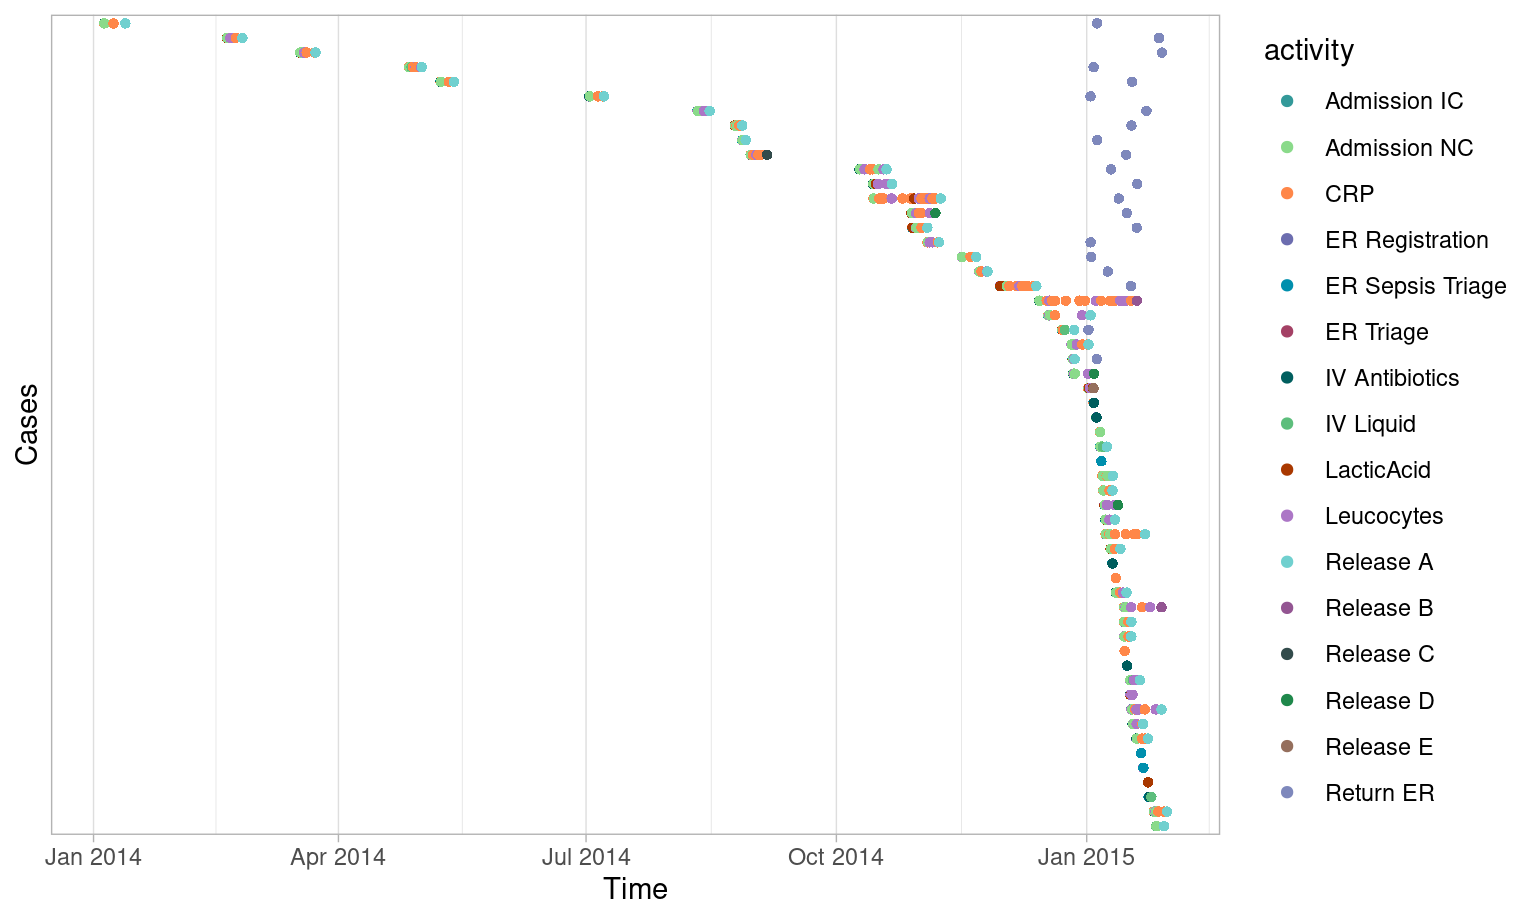 activity
Admission IC
Admission NC
CRP
ER Registration
ER Sepsis Triage
ER Triage
IV Antibiotics
IV Liquid
LacticAcid
Leucocytes
Release A
Release B
Release C
Release D
Release E
Return ER
Cases
Jan 2014 Apr 2014 Jul 2014 Oct 2014 Jan 2015
Time